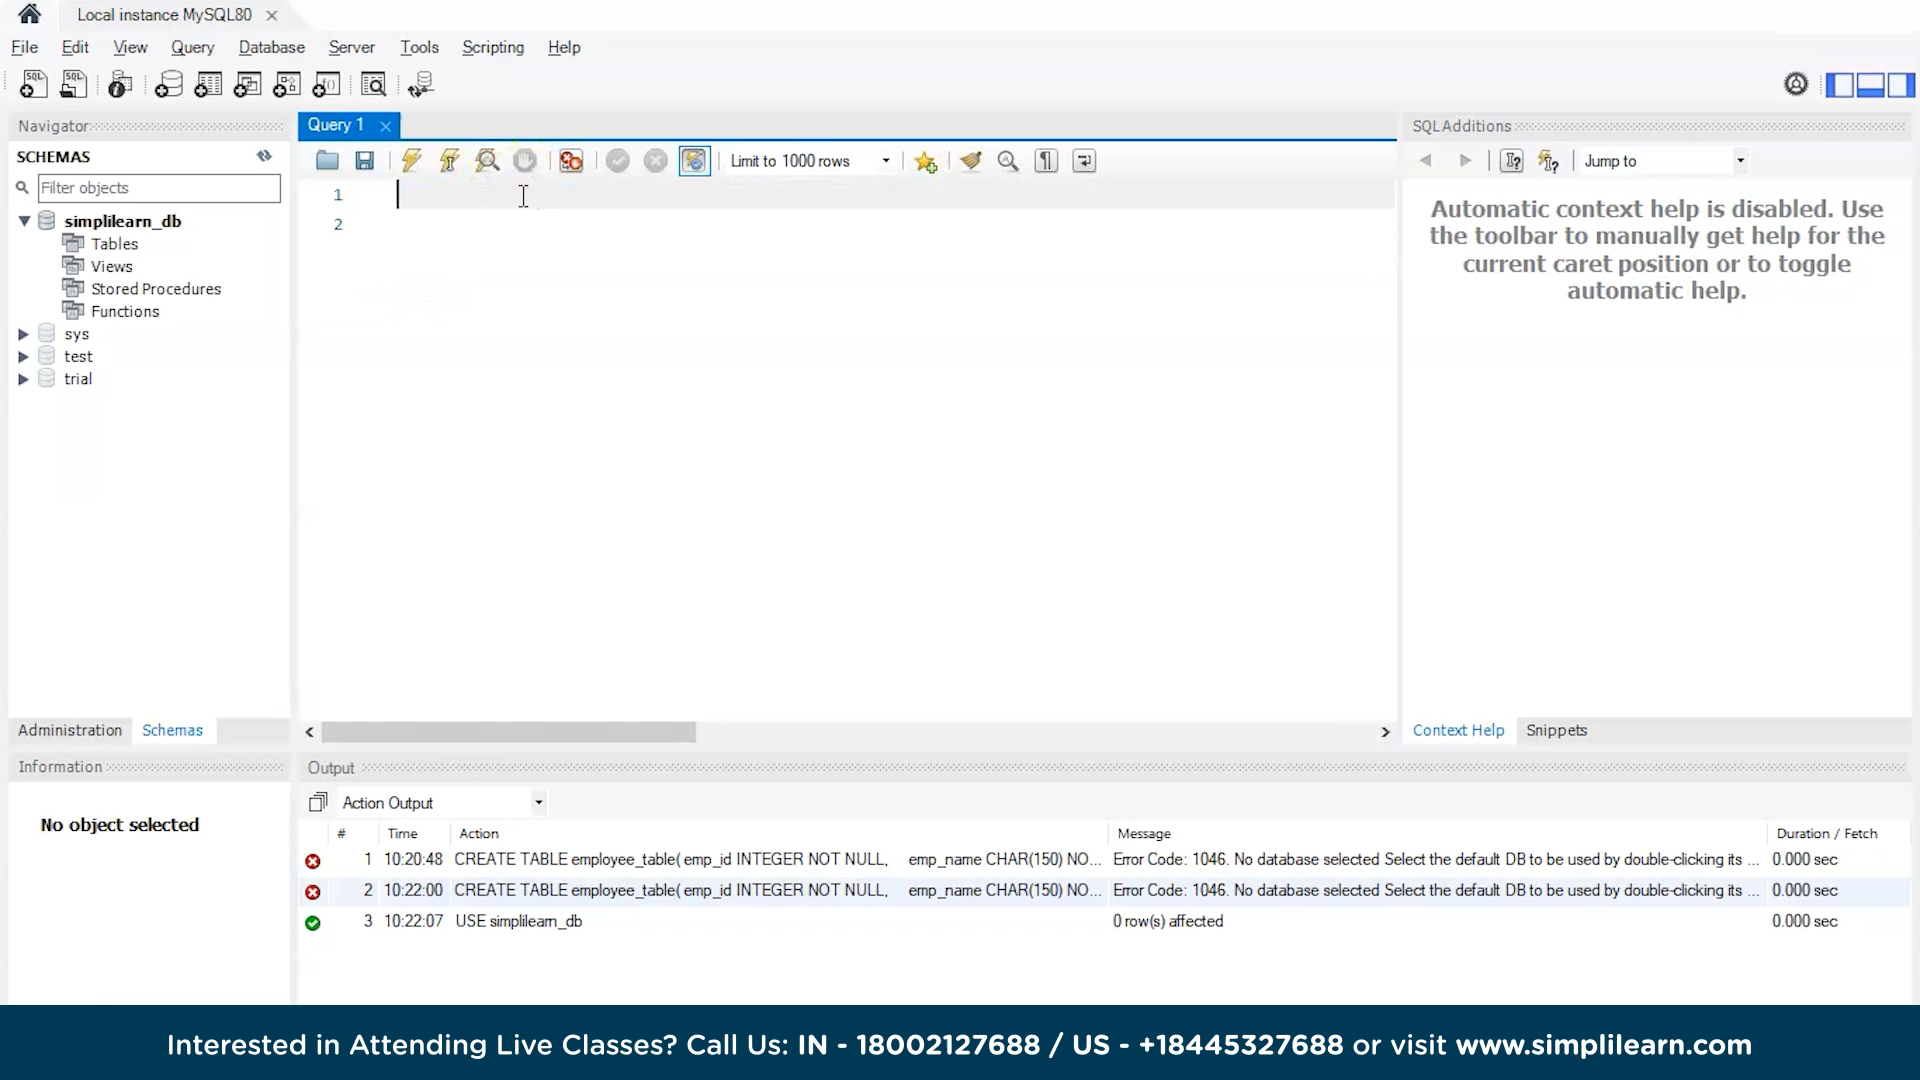 Local instance MySQL80
File Edit View Query Database Server Tools Scripting Help
Navigator
SCHEMAS
Filter objects
simplilearn_db
Tables
Views
Stored Procedures
Functions
sys
test
trial
Administration Schemas
Information
No object selected
Query 1
Limit to 1000 rows
1
2
SQLAdditions
Jump to
Automatic context help is disabled. Use
the toolbar to manually get help for the
current caret position or to toggle
automatic help.
Context Help Snippets
Output
Action Output
# Time Action Message Duration / Fetch
1 10:20:48 CREATE TABLE employee_table( emp_id INTEGER NOT NULL, emp_name CHAR(150) NO... Error Code: 1046. No database selected Select the default DB to be used by double-clicking its ... 0.000 sec
2 10:22:00 CREATE TABLE employee_table( emp_id INTEGER NOT NULL, emp_name CHAR(150) NO... Error Code: 1046. No database selected Select the default DB to be used by double-clicking its ... 0.000 sec
3 10:22:07 USE simplilearn_db 0 row(s) affected 0.000 sec
Interested in Attending Live Classes? Call Us: IN - 18002127688 / US - +18445327688 or visit www.simplilearn.com